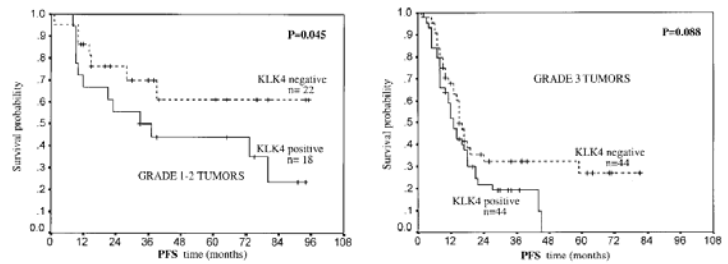 P=0.045
KLK4 negative
n= 22
KLK4 positive
n= 18
GRADE 1-2 TUMORS
Survival probability
1.0
.9
.8
.7
.6
.5
.4
.3
.2
.1
0.0
0 12 24 36 48 60 72 84 96 108
PFS time (months)
P=0.088
GRADE 3 TUMORS
KLK4 negative
n=44
KLK4 positive
n=44
Survival probability
1.0
.9
.8
.7
.6
.5
.4
.3
.2
.1
0.0
0 12 24 36 48 60 72 84 96 108
PFS time (months)